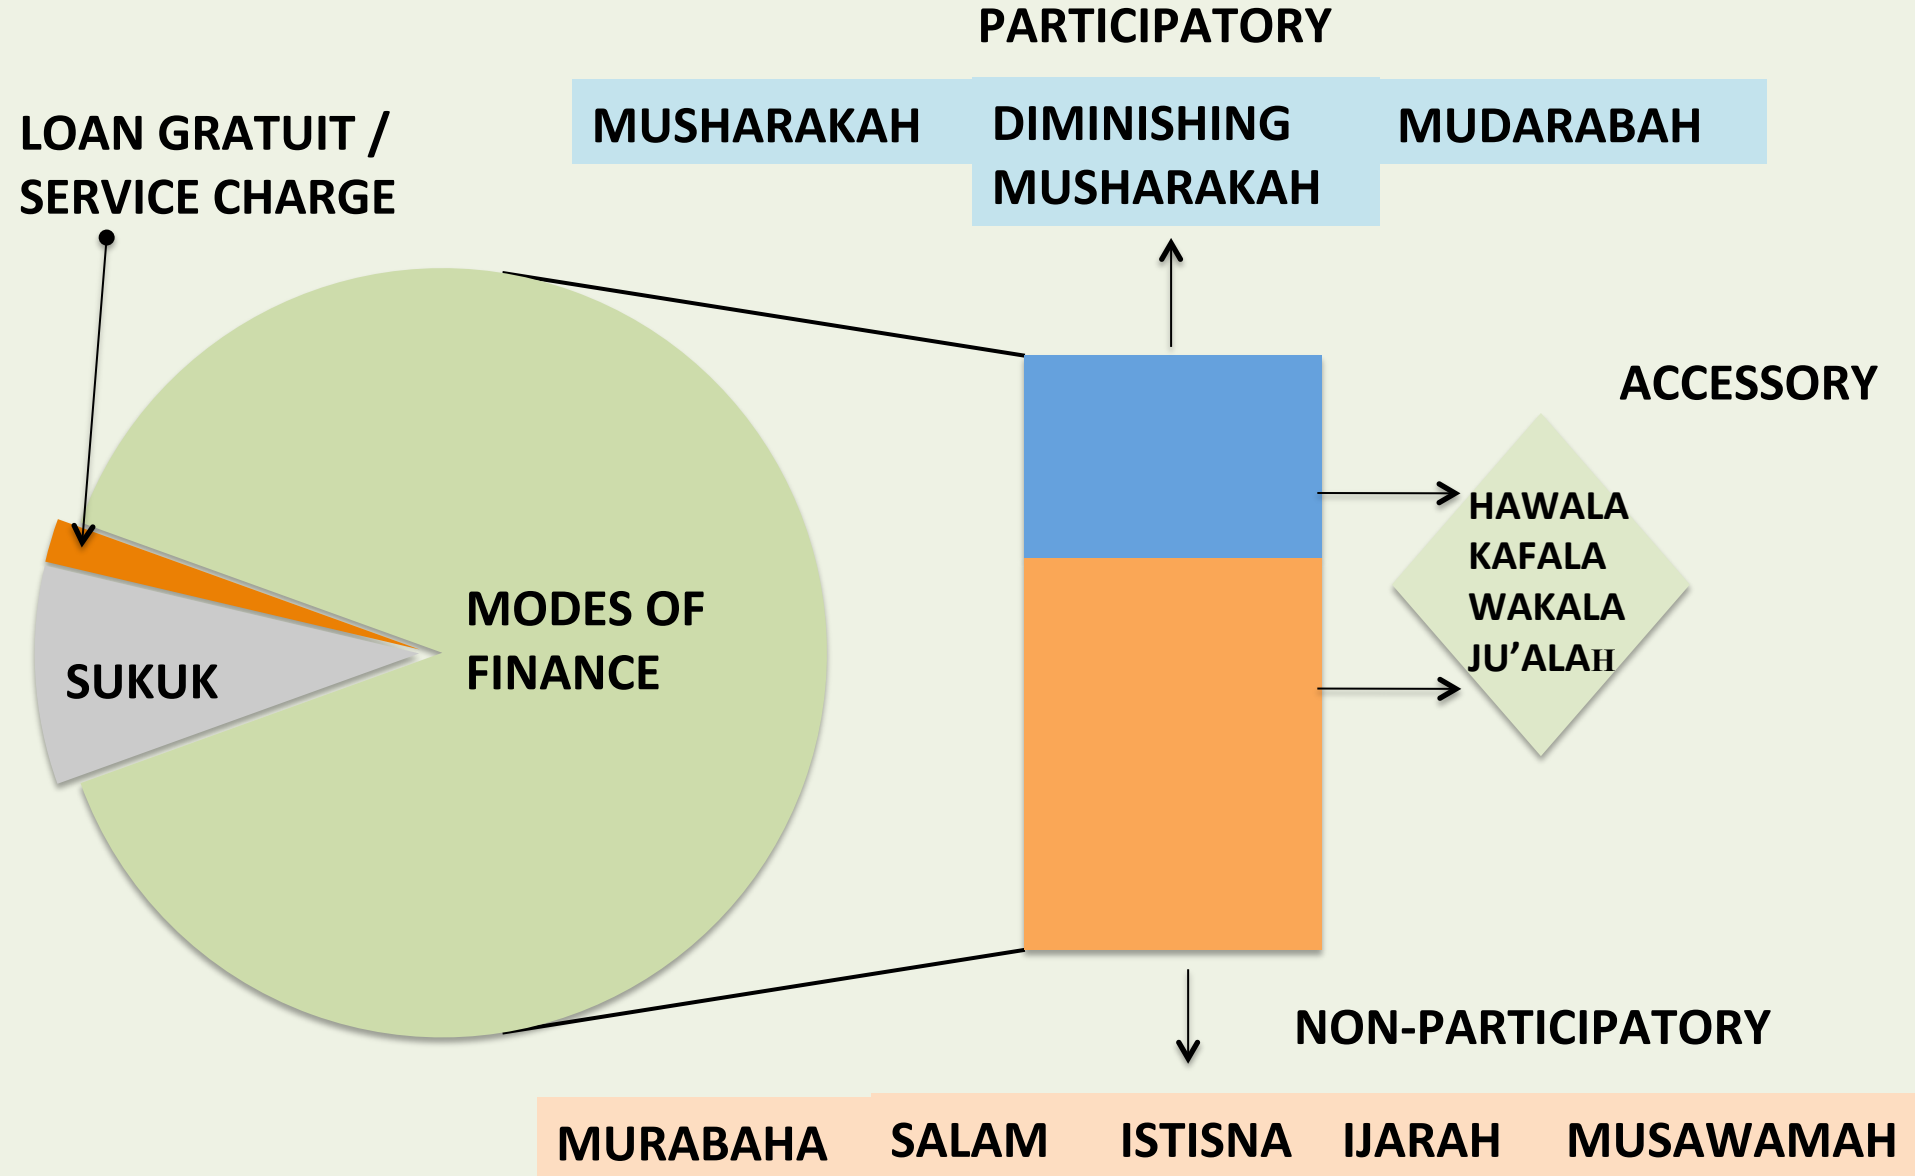 PARTICIPATORY
LOAN GRATUIT /
SERVICE CHARGE
MUSHARAKAH
DIMINISHING
MUSHARAKAH
MUDARABAH
ACCESSORY
HAWALA
KAFALA
WAKALA
JU’ALAH
MODES OF
FINANCE
SUKUK
NON-PARTICIPATORY
MURABAHA
SALAM
ISTISNA
IJARAH
MUSAWAMAH